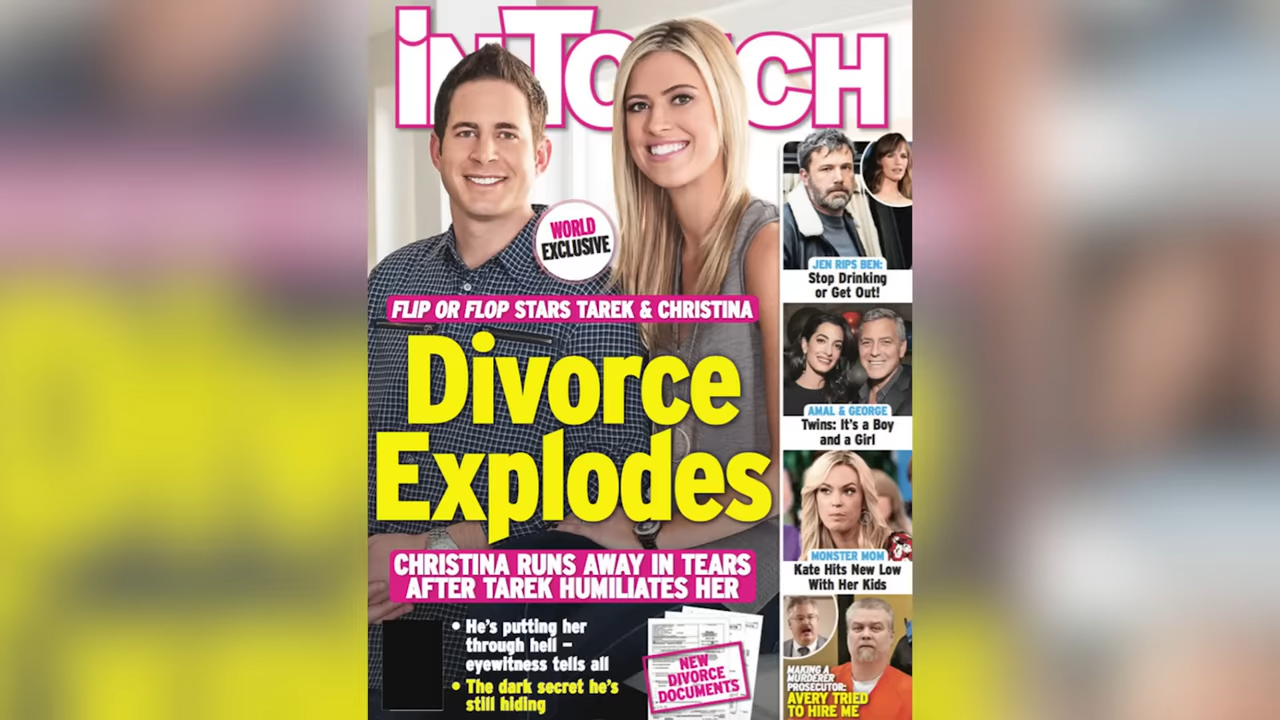 inTOUCH
WORLD
EXCLUSIVE
FLIP OR FLOP STARS TAREK & CHRISTINA
Divorce
Explodes
CHRISTINA RUNS AWAY IN TEARS
AFTER TAREK HUMILIATES HER
• He's putting her
through hell –
eyewitness tells all
• The dark secret he's
still hiding
NEW
DIVORCE
DOCUMENTS
JEN RIPS BEN:
Stop Drinking
or Get Out!
AMAL & GEORGE
Twins: It's a Boy
and a Girl
MONSTER MOM
Kate Hits New Low
With Her Kids
MAKING A
MURDERER
PROSECUTOR:
AVERY TRIED
TO HIRE ME